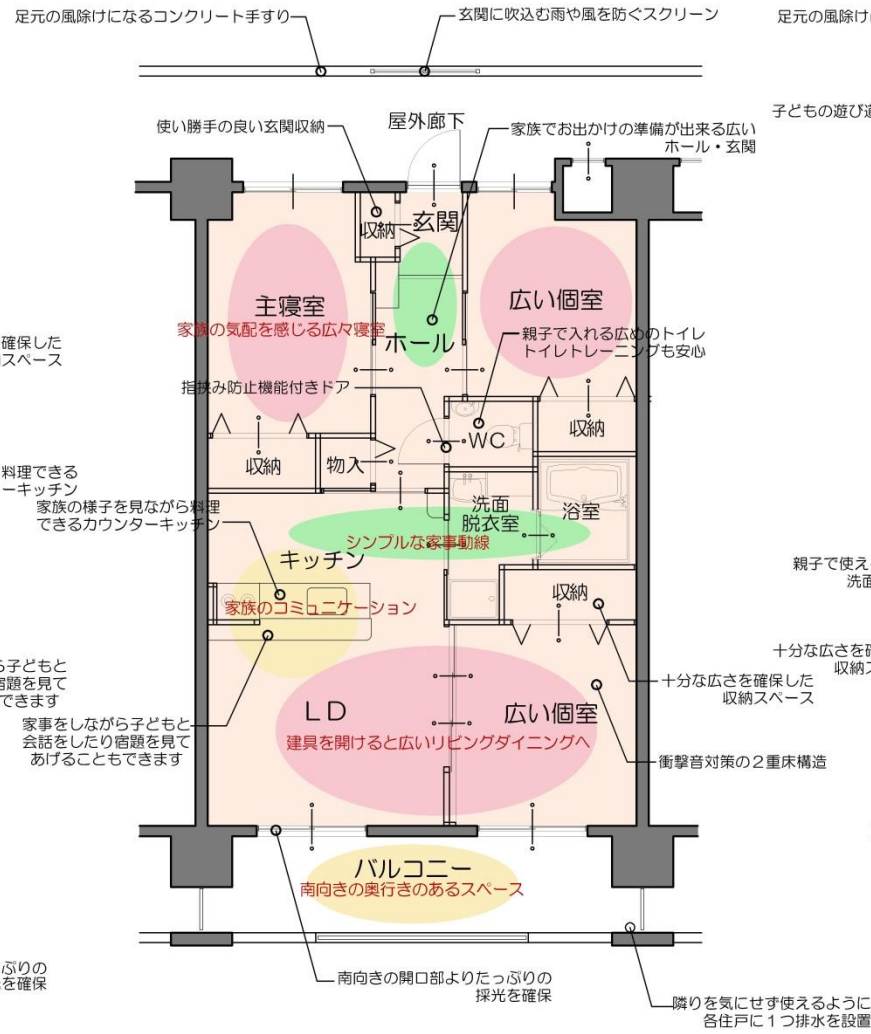 足元の風除けになるコンクリート手すり
玄関に吹込む雨や風を防ぐスクリーン
足元の風除け
屋外廊下
使い勝手の良い玄関収納
家族でお出かけの準備が出来る広い
ホール・玄関
子どもの遊び
収納
玄関
主寝室
家族の気配を感じる広々寝室
ホール
広い個室
親子で入れる広めのトイレ
トイレトレーニングも安心
確保した
スペース
指挟み防止機能付きドア
WC
収納
収納
物入
料理できる
ーキッチン
家族の様子を見ながら料理
できるカウンターキッチン
洗面
脱衣室
浴室
シンプルな家事動線
キッチン
家族のコミュニケーション
収納
親子で使え
洗面
ら子どもと
宿題を見て
できます
家事をしながら子どもと
会話をしたり宿題を見て
あげることもできます
LD
広い個室
建具を開けると広いリビングダイニングへ
十分な広さを確保した
収納スペース
十分な広さを
収納
衝撃音対策の2重床構造
バルコニー
南向きの奥行きのあるスペース
ぷりの
を確保
南向きの開口部よりたっぷりの
採光を確保
隣りを気にせず使えるように
各住戸に1つ排水を設置